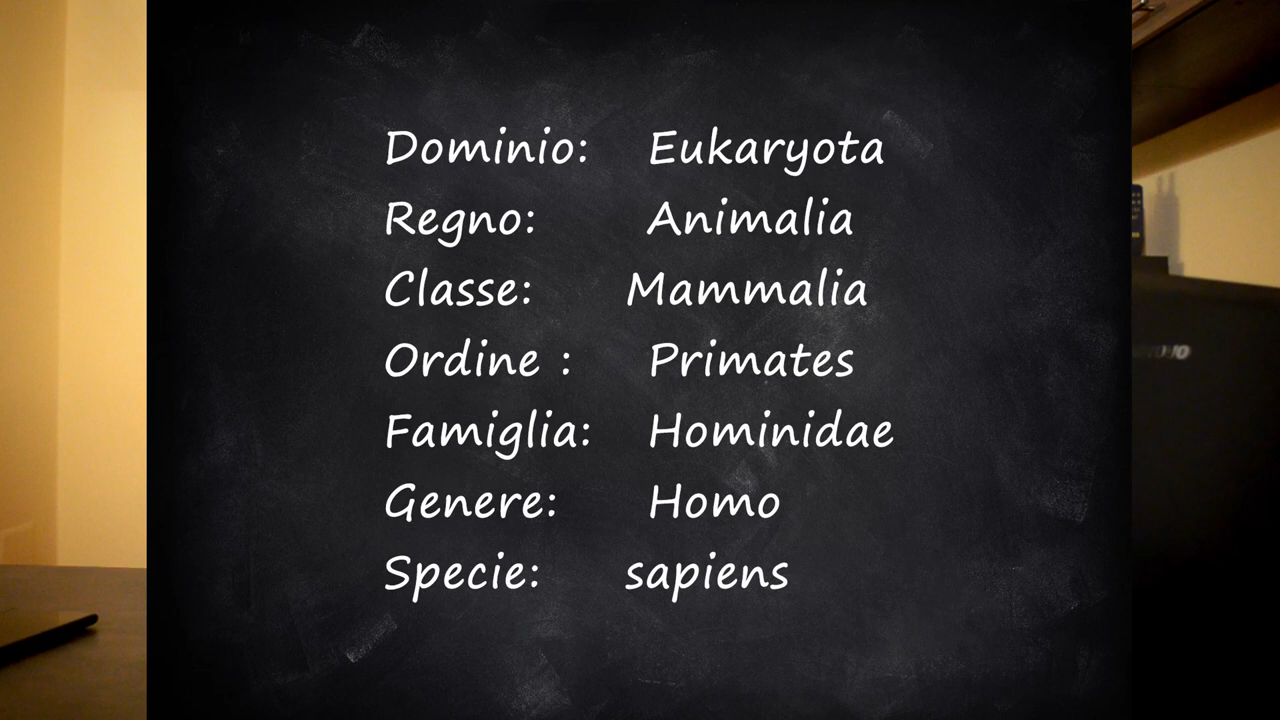 Dominio: Eukaryota
Regno: Animalia
Classe: Mammalia
Ordine : Primates
Famiglia: Hominidae
Genere: Homo
Specie: sapiens